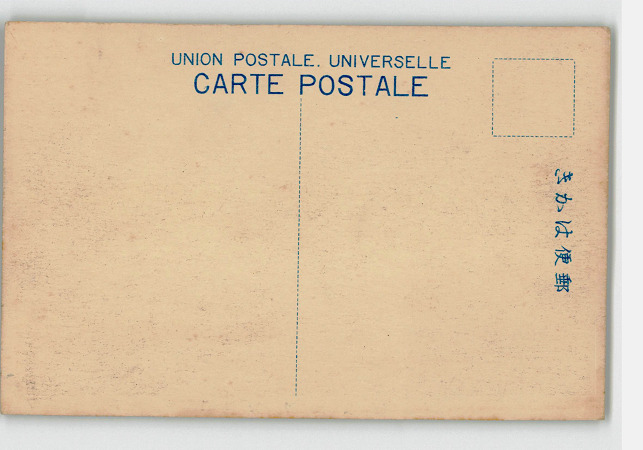 UNION POSTALE. UNIVERSELLE
CARTE POSTALE
郵便はかき